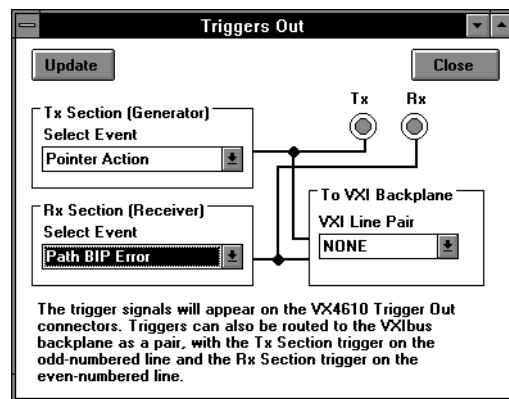 Triggers Out
Update
Close
Tx Rx
Tx Section (Generator)
Select Event
Pointer Action
To VXI Backplane
Rx Section (Receiver)
VXI Line Pair
Select Event
NONE
Path BIP Error
The trigger signals will appear on the VX4610 Trigger Out
connectors. Triggers can also be routed to the VXIbus
backplane as a pair, with the Tx Section trigger on the
odd-numbered line and the Rx Section trigger on the
even-numbered line.